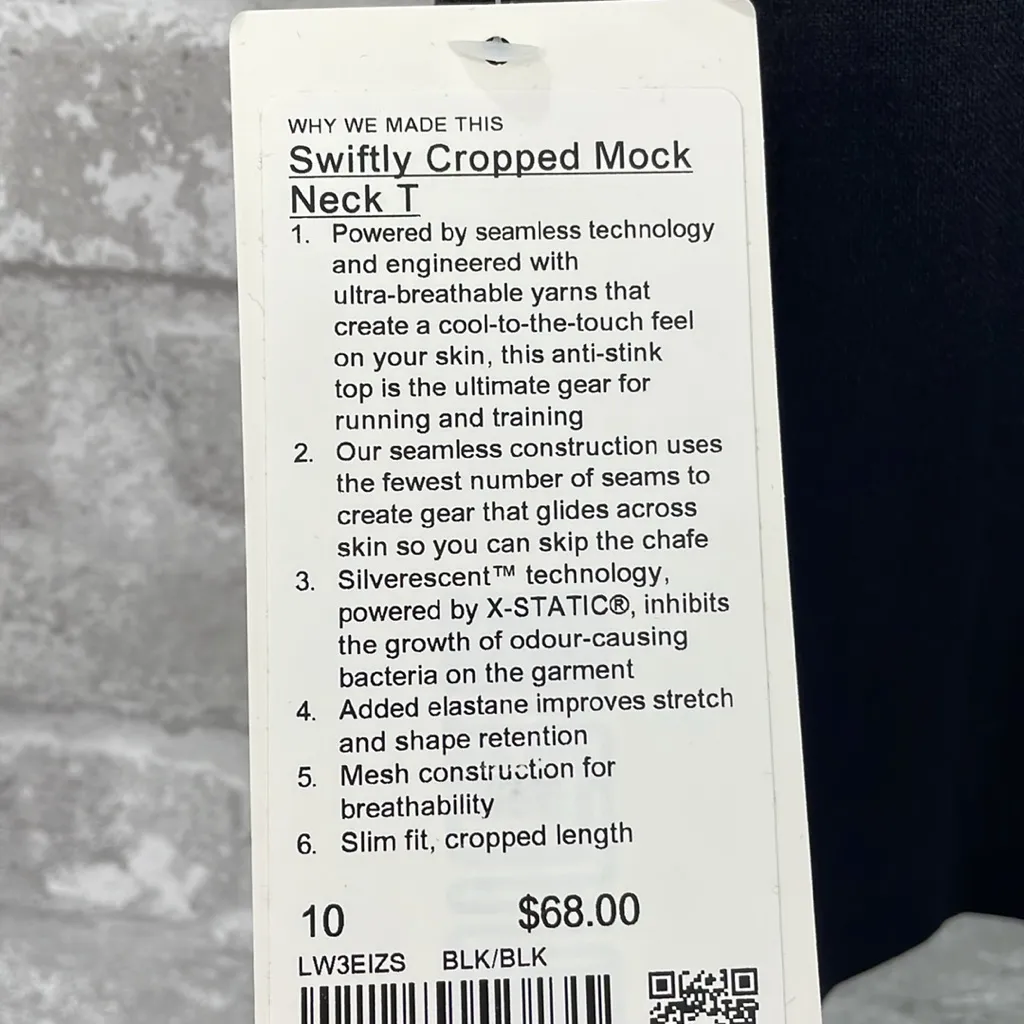 WHY WE MADE THIS
Swiftly Cropped Mock
Neck T
1. Powered by seamless technology
and engineered with
ultra-breathable yarns that
create a cool-to-the-touch feel
on your skin, this anti-stink
top is the ultimate gear for
running and training
2. Our seamless construction uses
the fewest number of seams to
create gear that glides across
skin so you can skip the chafe
3. Silverescent™ technology,
powered by X-STATIC®, inhibits
the growth of odour-causing
bacteria on the garment
4. Added elastane improves stretch
and shape retention
5. Mesh construction for
breathability
6. Slim fit, cropped length
10 $68.00
LW3EIZS BLK/BLK